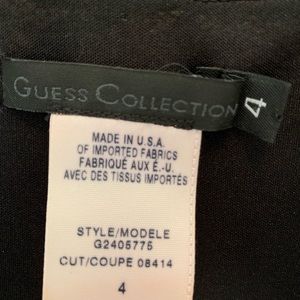 GUESS COLLECTION
4
MADE IN U.S.A.
OF IMPORTED FABRICS
FABRIQUÉ AUX É.-U.
AVEC DES TISSUS IMPORTÉS
STYLE/MODELE
G2405775
CUT/COUPE 08414
4